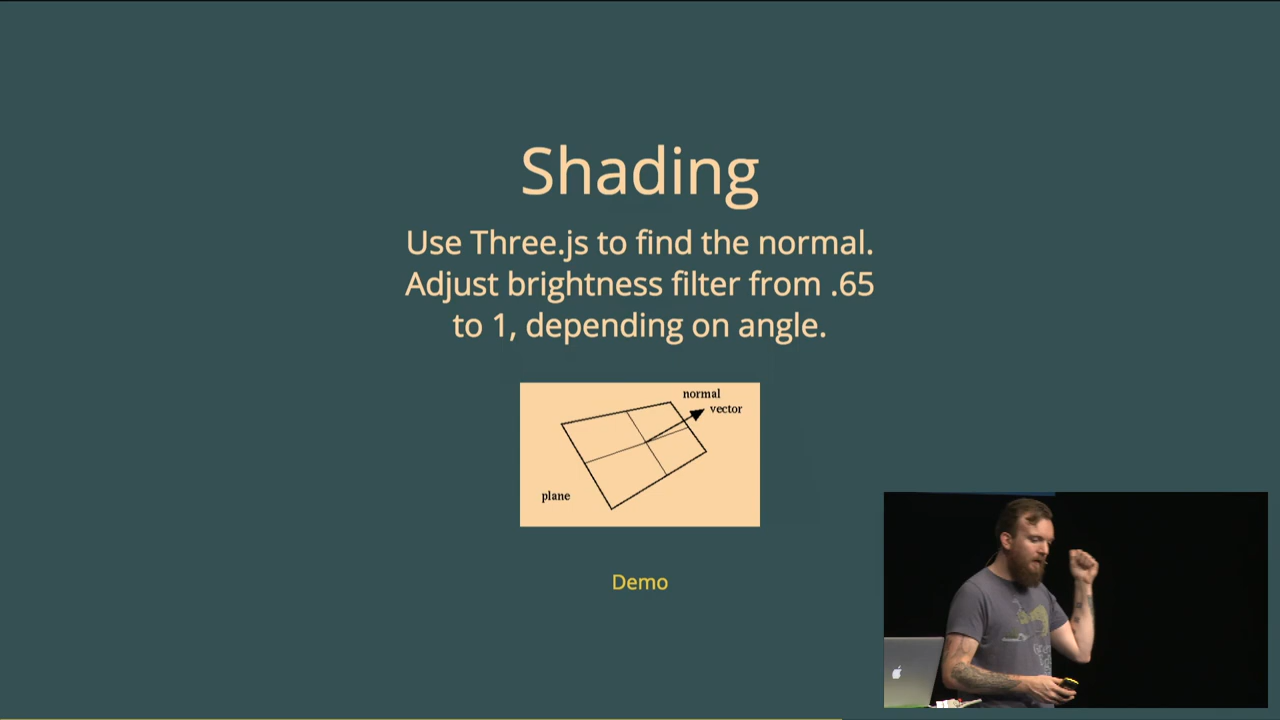 Shading
Use Three.js to find the normal.
Adjust brightness filter from .65
to 1, depending on angle.
normal
vector
plane
Demo